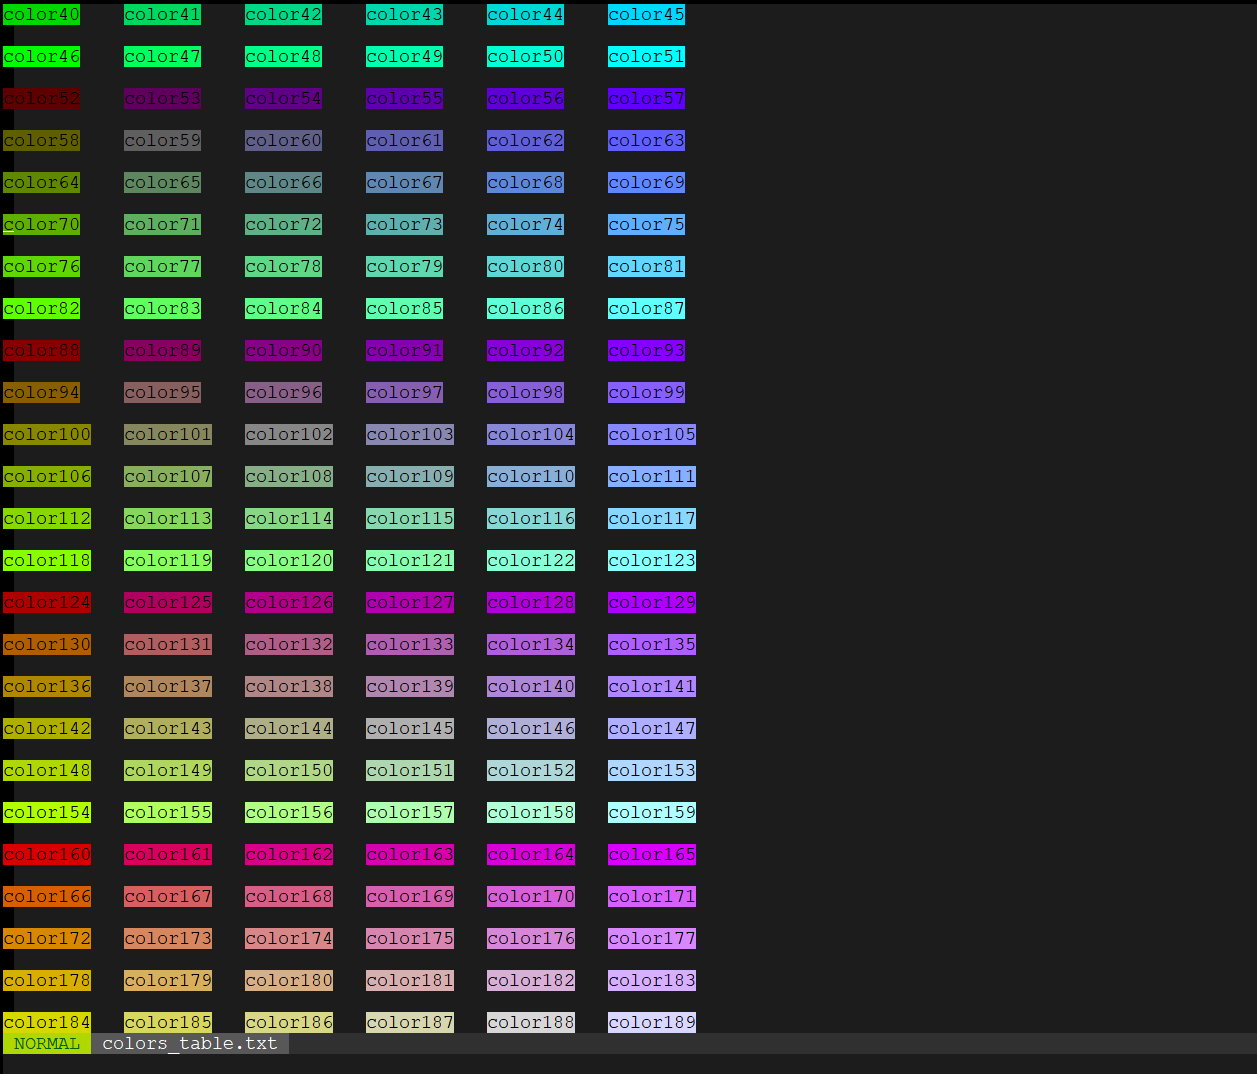 color40 color41 color42 color43 color44 color45
color46 color47 color48 color49 color50 color51
color52 color53 color54 color55 color56 color57
color58 color59 color60 color61 color62 color63
color64 color65 color66 color67 color68 color69
color70 color71 color72 color73 color74 color75
color76 color77 color78 color79 color80 color81
color82 color83 color84 color85 color86 color87
color88 color89 color90 color91 color92 color93
color94 color95 color96 color97 color98 color99
color100 color101 color102 color103 color104 color105
color106 color107 color108 color109 color110 color111
color112 color113 color114 color115 color116 color117
color118 color119 color120 color121 color122 color123
color124 color125 color126 color127 color128 color129
color130 color131 color132 color133 color134 color135
color136 color137 color138 color139 color140 color141
color142 color143 color144 color145 color146 color147
color148 color149 color150 color151 color152 color153
color154 color155 color156 color157 color158 color159
color160 color161 color162 color163 color164 color165
color166 color167 color168 color169 color170 color171
color172 color173 color174 color175 color176 color177
color178 color179 color180 color181 color182 color183
color184 color185 color186 color187 color188 color189
NORMAL colors_table.txt